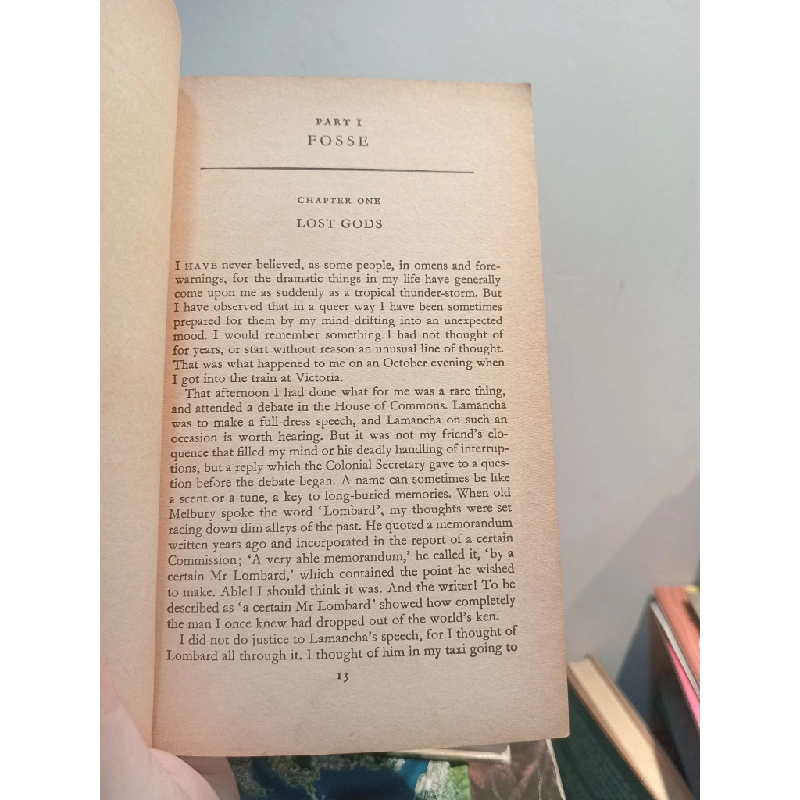 PART I
FOSSE
CHAPTER ONE
LOST GODS
I HAVE never believed, as some people, in omens and fore-
warnings, for the dramatic things in my life have generally
come upon me as suddenly as a tropical thunder-storm. But
I have observed that in a queer way I have been sometimes
prepared for them by my mind drifting into an unexpected
mood. I would remember something I had not thought of
for years, or start without reason an unusual line of thought.
That was what happened to me on an October evening when
I got into the train at Victoria.
That afternoon I had done what for me was a rare thing,
and attended a debate in the House of Commons. Lamancha
was to make a full-dress speech, and Lamancha on such an
occasion is worth hearing. But it was not my friend's elo-
quence that filled my mind or his deadly handling of interrup-
tions, but a reply which the Colonial Secretary gave to a ques-
tion before the debate began. A name can sometimes be like
a scent or a tune, a key to long-buried memories. When old
Melbury spoke the word 'Lombard', my thoughts were set
racing down dim alleys of the past. He quoted a memorandum
written years ago and incorporated in the report of a certain
Commission; 'A very able memorandum,' he called it, 'by a
certain Mr Lombard,' which contained the point he wished
to make. Able! I should think it was. And the writer! To be
described as 'a certain Mr Lombard' showed how completely
the man I once knew had dropped out of the world's ken.
I did not do justice to Lamancha's speech, for I thought of
Lombard all through it. I thought of him in my taxi going to
13